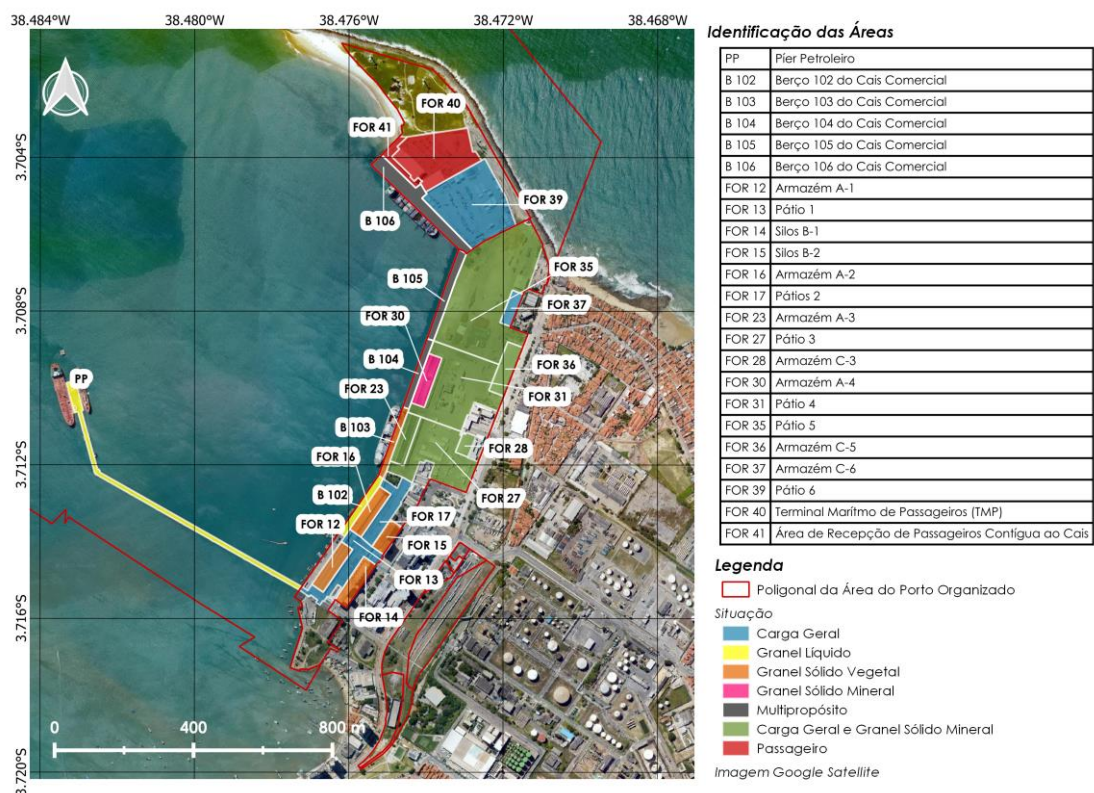 38.484°W 38.480°W 38.476°W 38.472°W 38.468°W
3.704°S
3.708°S
3.712°S
3.716°S
3.720°S
FOR 40
FOR 41
FOR 39
B 106
FOR 35
B 105
FOR 37
FOR 30
B 104
FOR 36
PP
FOR 23
FOR 31
B 103
FOR 28
FOR 16
B 102
FOR 27
FOR 12
FOR 17
FOR 15
FOR 13
FOR 14
0 400 800 m
Identificação das Áreas
PP Píer Petroleiro
B 102 Berço 102 do Cais Comercial
B 103 Berço 103 do Cais Comercial
B 104 Berço 104 do Cais Comercial
B 105 Berço 105 do Cais Comercial
B 106 Berço 106 do Cais Comercial
FOR 12 Armazém A-1
FOR 13 Pátio 1
FOR 14 Silos B-1
FOR 15 Silos B-2
FOR 16 Armazém A-2
FOR 17 Pátios 2
FOR 23 Armazém A-3
FOR 27 Pátio 3
FOR 28 Armazém C-3
FOR 30 Armazém A-4
FOR 31 Pátio 4
FOR 35 Pátio 5
FOR 36 Armazém C-5
FOR 37 Armazém C-6
FOR 39 Pátio 6
FOR 40 Terminal Marítmo de Passageiros (TMP)
FOR 41 Área de Recepção de Passageiros Contígua ao Cais
Legenda
Poligonal da Área do Porto Organizado
Situação
Carga Geral
Granel Líquido
Granel Sólido Vegetal
Granel Sólido Mineral
Multipropósito
Carga Geral e Granel Sólido Mineral
Passageiro
Imagem Google Satellite